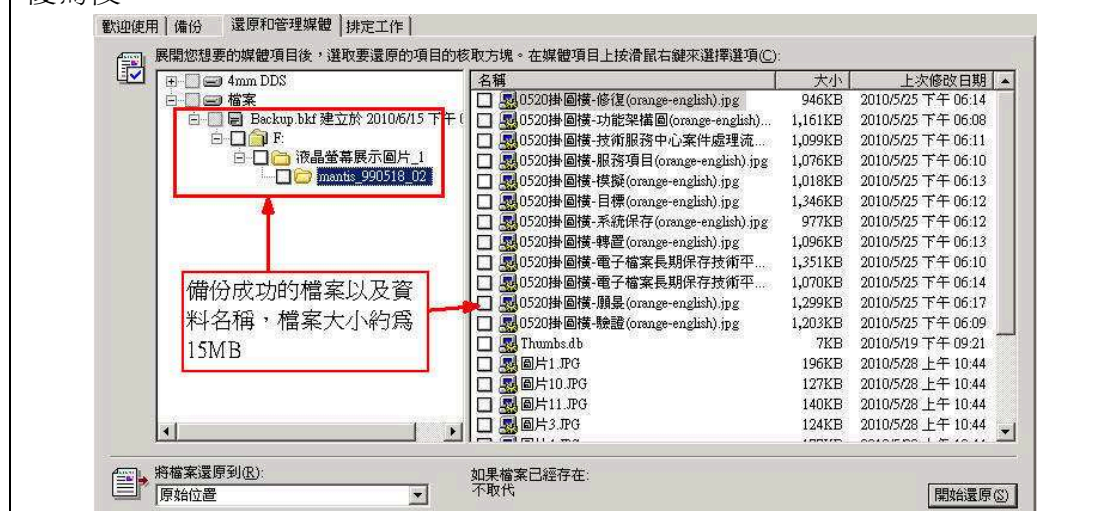 歡迎使用 備份 還原和管理媒體 排定工作
展開您想要的媒體項目後，選取要還原的項目的核取方塊。在媒體項目上按滑鼠右鍵來選擇選項(C):
4mm DDS
檔案
Backup.bkf 建立於 2010/6/15 下午
F:
液晶螢幕展示圖片_1
mantis_990518_02
備份成功的檔案以及資
料名稱，檔案大小約為
15MB
名稱 大小 上次修改日期
0520掛圖橫-修復(orange-english).jpg 946KB 2010/5/25 下午 06:14
0520掛圖橫-功能架構圖(orange-english)... 1,161KB 2010/5/25 下午 06:08
0520掛圖橫-技術服務中心案件處理流... 1,099KB 2010/5/25 下午 06:11
0520掛圖橫-服務項目(orange-english).jpg 1,076KB 2010/5/25 下午 06:10
0520掛圖橫-模擬(orange-english).jpg 1,018KB 2010/5/25 下午 06:13
0520掛圖橫-目標(orange-english).jpg 1,346KB 2010/5/25 下午 06:12
0520掛圖橫-系統保存(orange-english).jpg 977KB 2010/5/25 下午 06:12
0520掛圖橫-轉置(orange-english).jpg 1,096KB 2010/5/25 下午 06:13
0520掛圖橫-電子檔案長期保存技術平... 1,351KB 2010/5/25 下午 06:10
0520掛圖橫-電子檔案長期保存技術平... 1,070KB 2010/5/25 下午 06:14
0520掛圖橫-願景(orange-english).jpg 1,299KB 2010/5/25 下午 06:17
0520掛圖橫-驗證(orange-english).jpg 1,203KB 2010/5/25 下午 06:09
Thumbs.db 7KB 2010/5/19 下午 09:21
圖片1.JPG 196KB 2010/5/28 上午 10:44
圖片10.JPG 127KB 2010/5/28 上午 10:44
圖片11.JPG 140KB 2010/5/28 上午 10:44
圖片3.JPG 124KB 2010/5/28 上午 10:44
將檔案還原到(R):
原始位置
如果檔案已經存在:
不取代
開始還原(S)